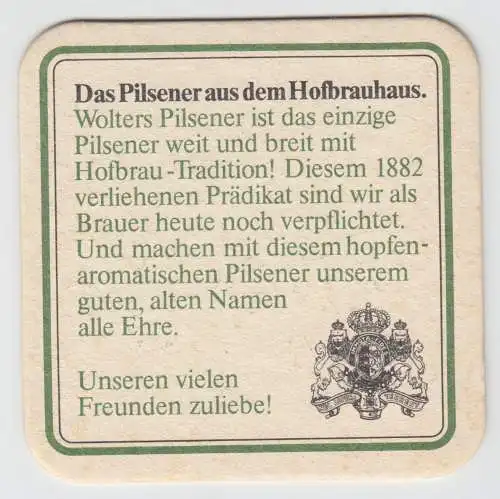 Das Pilsener aus dem Hofbrauhaus.
Wolters Pilsener ist das einzige
Pilsener weit und breit mit
Hofbrau-Tradition! Diesem 1882
verliehenen Prädikat sind wir als
Brauer heute noch verpflichtet.
Und machen mit diesem hopfen-
aromatischen Pilsener unserem
guten, alten Namen
alle Ehre.
Unseren vielen
Freunden zuliebe!